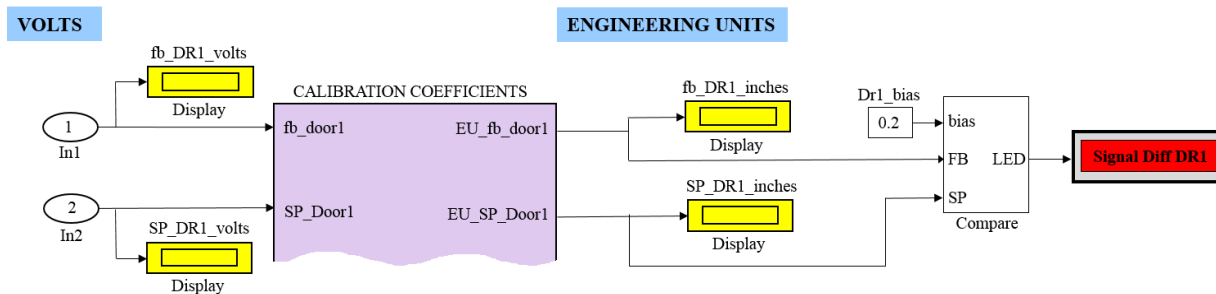 VOLTS
ENGINEERING UNITS
fb_DR1_volts
Display
1
In1
2
In2
SP_DR1_volts
Display
CALIBRATION COEFFICIENTS
fb_door1
EU_fb_door1
SP_Door1
EU_SP_Door1
fb_DR1_inches
Display
SP_DR1_inches
Display
Dr1_bias
0.2
bias
FB
LED
SP
Compare
Signal Diff DR1